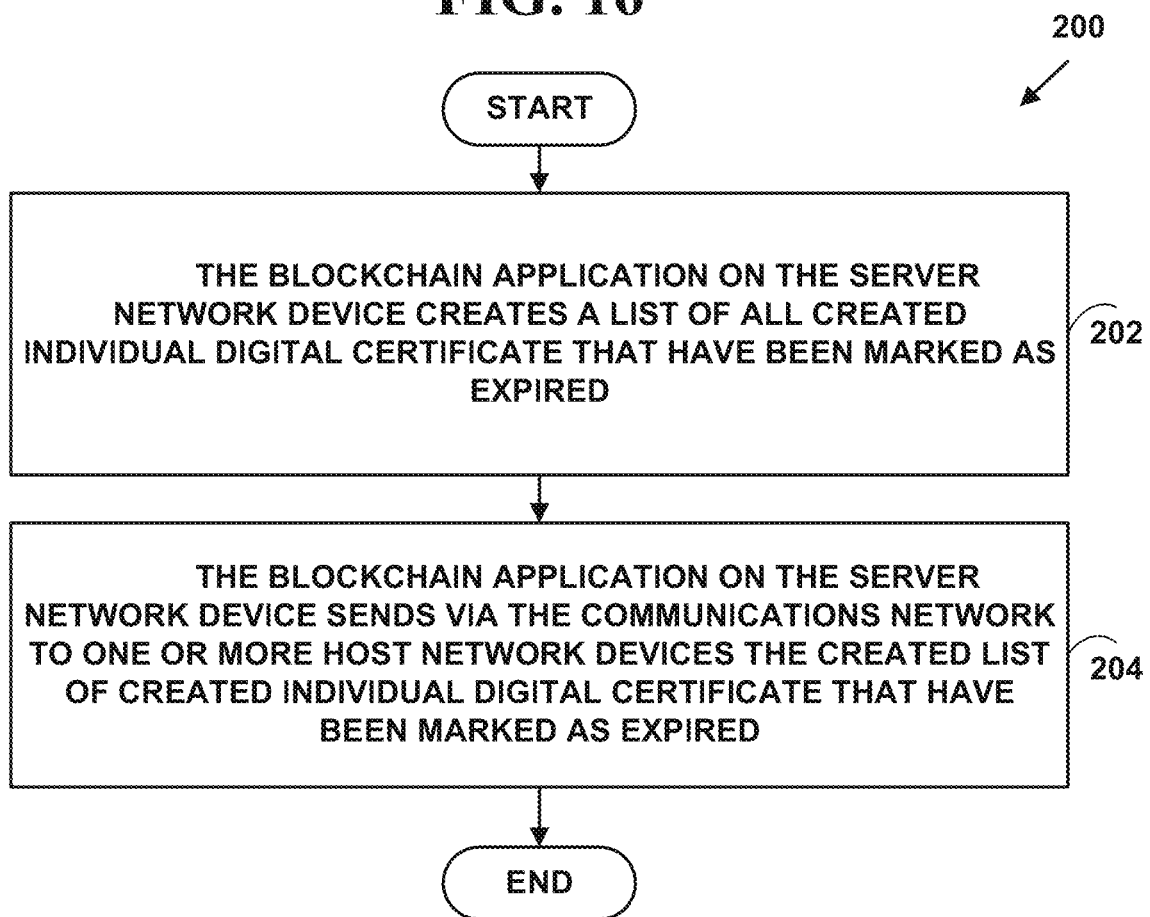 FIG. 10
200
START
THE BLOCKCHAIN APPLICATION ON THE SERVER
NETWORK DEVICE CREATES A LIST OF ALL CREATED
INDIVIDUAL DIGITAL CERTIFICATE THAT HAVE BEEN MARKED AS
EXPIRED
202
THE BLOCKCHAIN APPLICATION ON THE SERVER
NETWORK DEVICE SENDS VIA THE COMMUNICATIONS NETWORK
TO ONE OR MORE HOST NETWORK DEVICES THE CREATED LIST
OF CREATED INDIVIDUAL DIGITAL CERTIFICATE THAT HAVE
BEEN MARKED AS EXPIRED
204
END